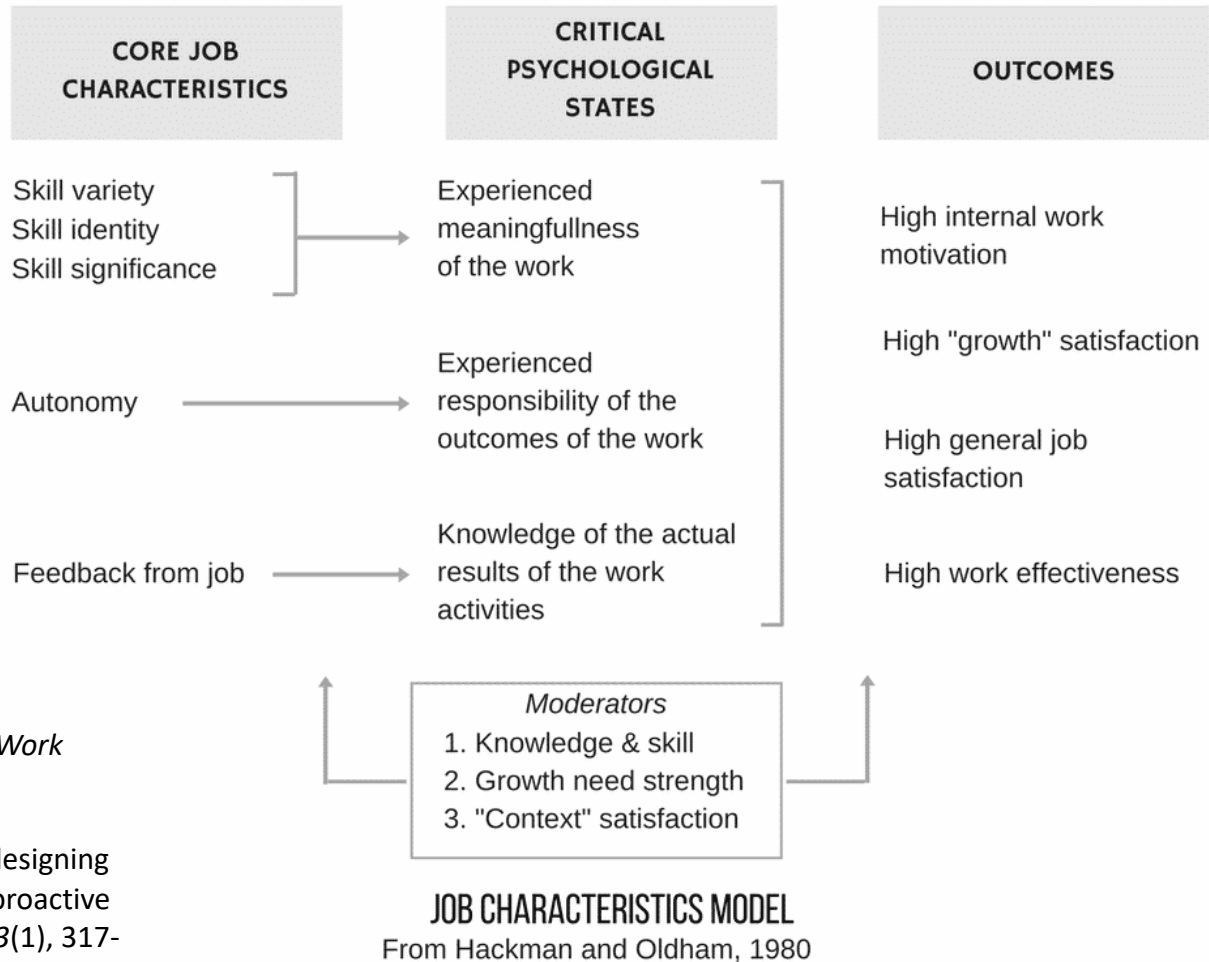 CORE JOB
CHARACTERISTICS
CRITICAL
PSYCHOLOGICAL
STATES
OUTCOMES
Skill variety
Skill identity
Skill significance
Experienced
meaningfullness
of the work
High internal work
motivation
High "growth" satisfaction
Autonomy
Experienced
responsibility of the
outcomes of the work
High general job
satisfaction
Feedback from job
Knowledge of the actual
results of the work
activities
High work effectiveness
Moderators
1. Knowledge & skill
2. Growth need strength
3. "Context" satisfaction
Work
designing
proactive
3(1), 317-
JOB CHARACTERISTICS MODEL
From Hackman and Oldham, 1980